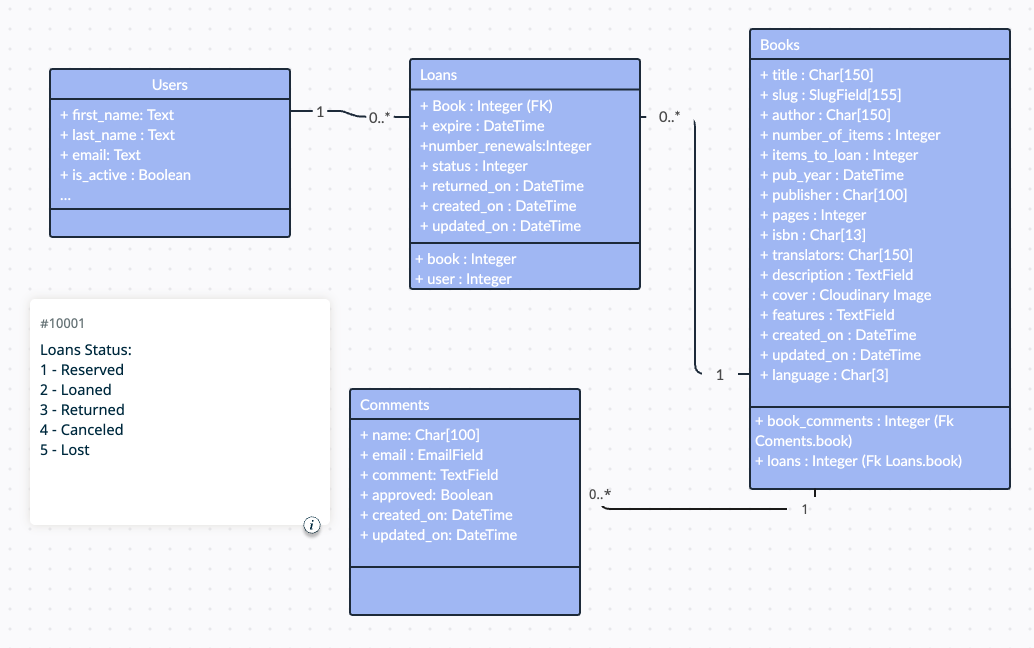 Users
+ first_name: Text
+ last_name : Text
+ email: Text
+ is_active : Boolean
...
1
0..*
Loans
+ Book : Integer (FK)
+ expire : DateTime
+number_renewals:Integer
+ status : Integer
+ returned_on : DateTime
+ created_on : DateTime
+ updated_on : DateTime
+ book : Integer
+ user : Integer
0..*
1
Books
+ title : Char[150]
+ slug : SlugField[155]
+ author : Char[150]
+ number_of_items : Integer
+ items_to_loan : Integer
+ pub_year : DateTime
+ publisher : Char[100]
+ pages : Integer
+ isbn : Char[13]
+ translators: Char[150]
+ description : TextField
+ cover : Cloudinary Image
+ features : TextField
+ created_on : DateTime
+ updated_on : DateTime
+ language : Char[3]
+ book_comments : Integer (Fk
Coments.book)
+ loans : Integer (Fk Loans.book)
#10001
Loans Status:
1 - Reserved
2 - Loaned
3 - Returned
4 - Canceled
5 - Lost
i
Comments
+ name: Char[100]
+ email : EmailField
+ comment: TextField
+ approved: Boolean
+ created_on: DateTime
+ updated_on: DateTime
0..*
1